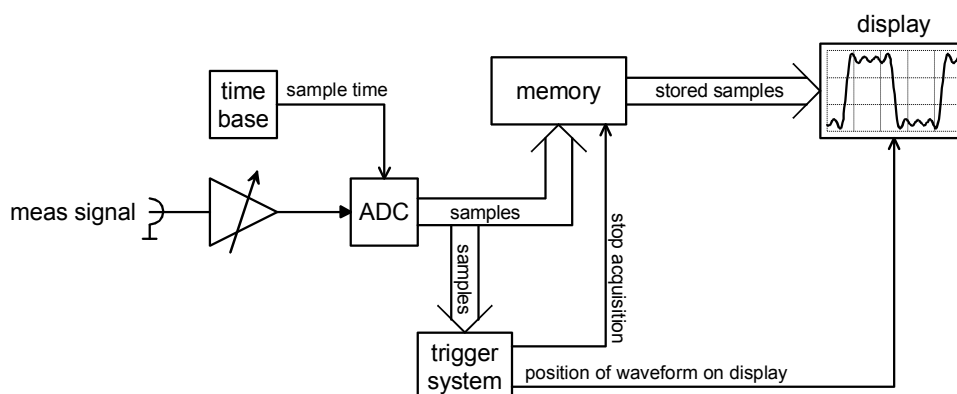 display
time
base
sample time
memory
stored samples
meas signal
ADC
samples
samples
stop acquisition
trigger
system
position of waveform on display